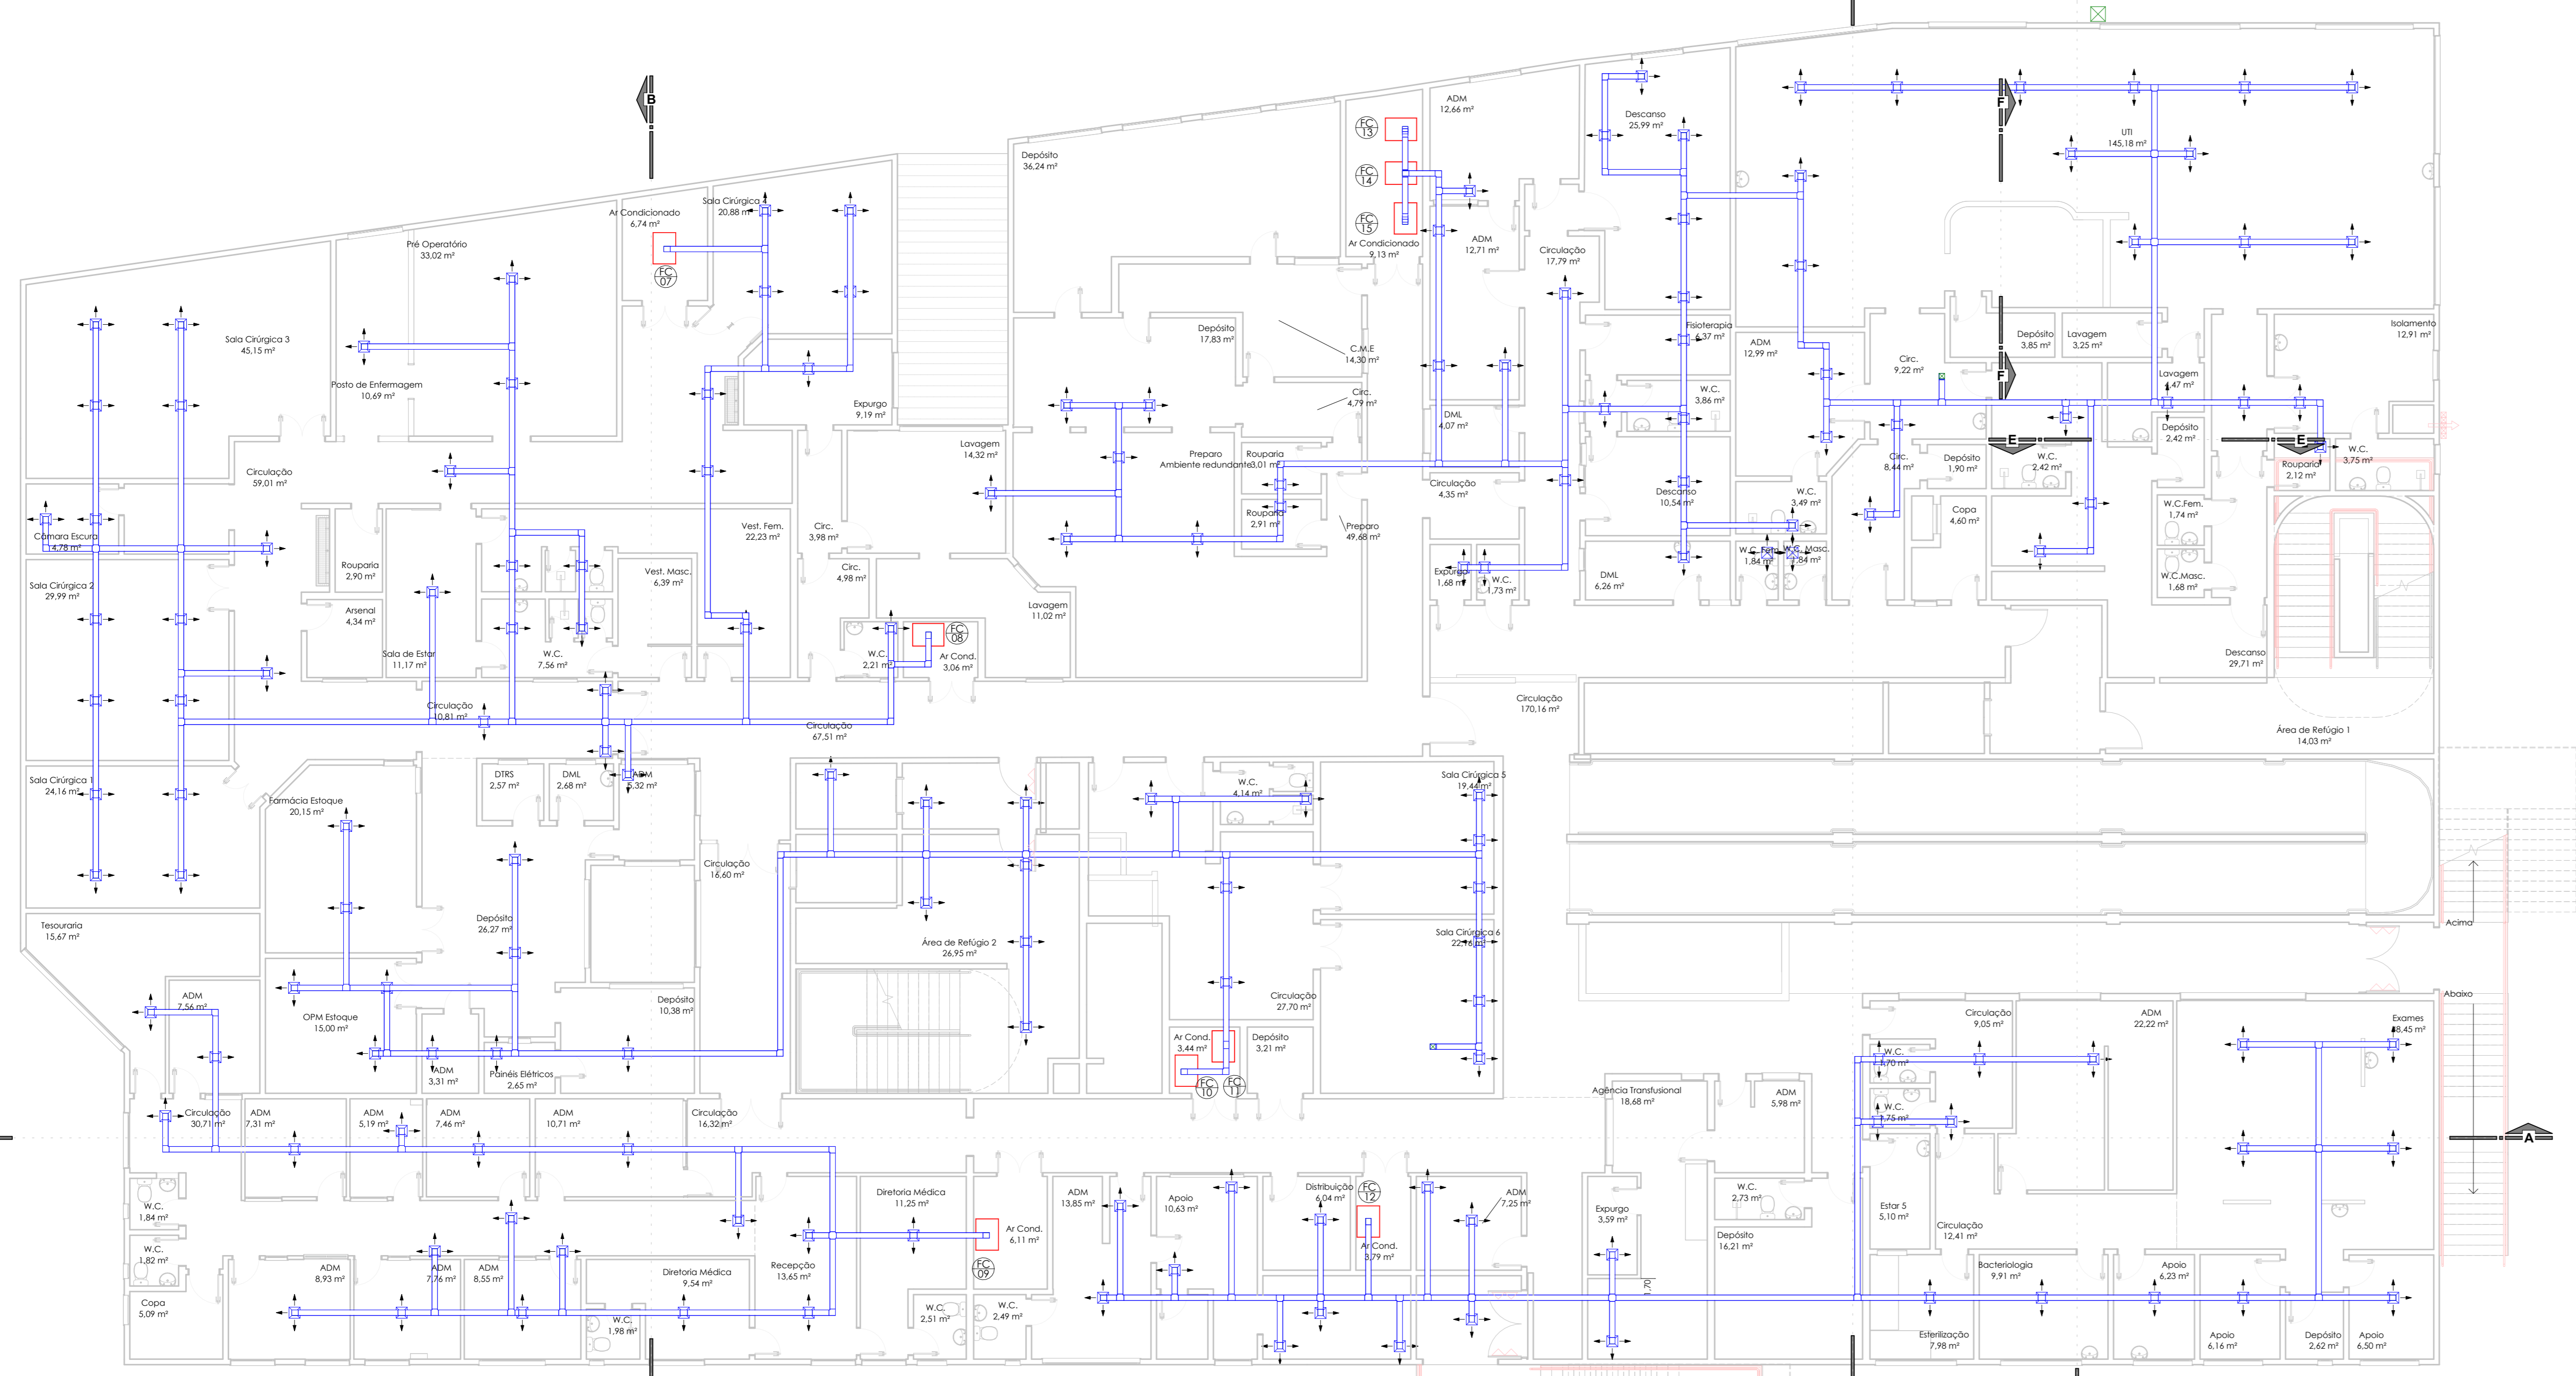 B
F
F
E
E
A
FC
13
FC
14
FC
15
FC
07
FC
08
FC
10
FC
11
FC
12
FC
09
ADM
12,66 m²
Descanso
25,99 m²
UTI
145,18 m²
Depósito
36,24 m²
Ar Condicionado
6,74 m²
Sala Cirúrgica 4
20,88 m²
Pré Operatório
33,02 m²
Ar Condicionado
9,13 m²
ADM
12,71 m²
Circulação
17,79 m²
Sala Cirúrgica 3
45,15 m²
Depósito
17,83 m²
C.M.E
14,30 m²
Fisioterapia
6,37 m²
ADM
12,99 m²
Circ.
9,22 m²
Depósito
3,85 m²
Lavagem
3,25 m²
Isolamento
12,91 m²
Posto de Enfermagem
10,69 m²
Expurgo
9,19 m²
Circ.
4,79 m²
DML
4,07 m²
W.C.
3,86 m²
Lavagem
4,47 m²
Depósito
2,42 m²
Circulação
59,01 m²
Lavagem
14,32 m²
Preparo
Ambiente redundante
Rouparia
3,01 m²
Circulação
4,35 m²
Descanso
10,54 m²
W.C.
3,49 m²
Circ.
8,44 m²
Depósito
1,90 m²
W.C.
2,42 m²
Rouparia
2,12 m²
W.C.
3,75 m²
Câmara Escura
14,78 m²
Vest. Fem.
22,23 m²
Circ.
3,98 m²
Rouparia
2,91 m²
Preparo
49,68 m²
Copa
4,60 m²
W.C.Fem.
1,74 m²
Sala Cirúrgica 2
29,99 m²
Rouparia
2,90 m²
Vest. Masc.
6,39 m²
Circ.
4,98 m²
Expurgo
1,68 m²
W.C.
1,73 m²
DML
6,26 m²
W.C. Fem.
1,84 m²
W.C. Masc.
1,84 m²
W.C.Masc.
1,68 m²
Arsenal
4,34 m²
Lavagem
11,02 m²
Sala de Estar
11,17 m²
W.C.
7,56 m²
W.C.
2,21 m²
Ar Cond.
3,06 m²
Descanso
29,71 m²
Circulação
10,81 m²
Circulação
67,51 m²
Circulação
170,16 m²
Área de Refúgio 1
14,03 m²
Sala Cirúrgica 1
24,16 m²
DTRS
2,57 m²
DML
2,68 m²
ADM
5,32 m²
W.C.
4,14 m²
Sala Cirúrgica 5
19,44 m²
Farmácia Estoque
20,15 m²
Circulação
16,60 m²
Tesouraria
15,67 m²
Depósito
26,27 m²
Área de Refúgio 2
26,95 m²
Sala Cirúrgica 6
22,16 m²
Acima
ADM
7,56 m²
OPM Estoque
15,00 m²
Depósito
10,38 m²
Circulação
27,70 m²
Abaixo
Circulação
9,05 m²
ADM
22,22 m²
Exames
Ar Cond.
3,44 m²
Depósito
3,21 m²
ADM
3,31 m²
Painéis Elétricos
2,65 m²
W.C.
1,70 m²
Agência Transfusional
18,68 m²
ADM
5,98 m²
Circulação
30,71 m²
ADM
7,31 m²
ADM
5,19 m²
ADM
7,46 m²
ADM
10,71 m²
Circulação
16,32 m²
W.C.
Diretoria Médica
11,25 m²
ADM
13,85 m²
Apoio
10,63 m²
Distribuição
6,04 m²
ADM
7,25 m²
Expurgo
3,59 m²
W.C.
2,73 m²
Estar 5
5,10 m²
W.C.
1,84 m²
Ar Cond.
6,11 m²
Ar Cond.
3,79 m²
Depósito
16,21 m²
Circulação
12,41 m²
W.C.
1,82 m²
ADM
8,93 m²
ADM
7,76 m²
ADM
8,55 m²
Diretoria Médica
9,54 m²
Recepção
13,65 m²
1,70
Bacteriologia
9,91 m²
Apoio
6,23 m²
Copa
5,09 m²
W.C.
1,98 m²
W.C.
2,51 m²
W.C.
2,49 m²
Esterilização
7,98 m²
Apoio
6,16 m²
Depósito
2,62 m²
Apoio
6,50 m²